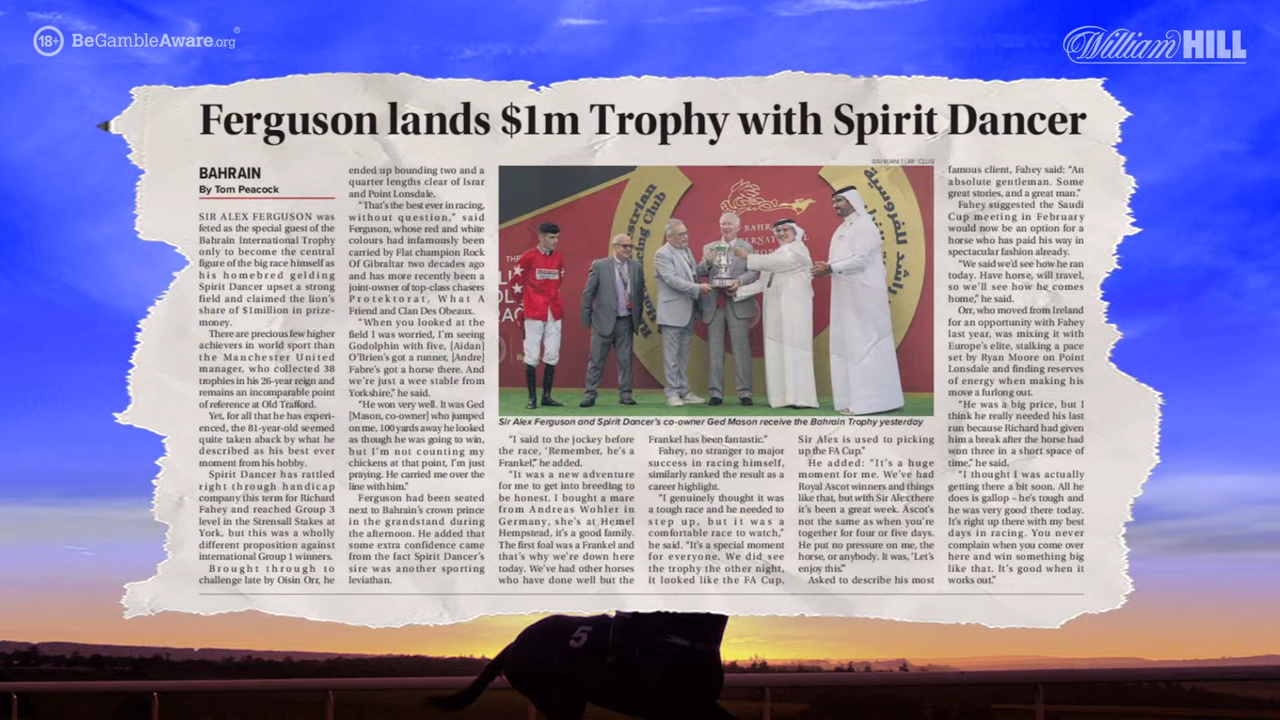 18+ BeGambleAware.org®
William HILL
Ferguson lands $1m Trophy with Spirit Dancer
BAHRAIN
By Tom Peacock
SIR ALEX FERGUSON was
feted as the special guest of the
Bahrain International Trophy
only to become the central
figure of the big race himself as
his homebred gelding
Spirit Dancer upset a strong
field and claimed the lion's
share of $1million in prize-
money.
There are precious few higher
achievers in world sport than
the Manchester United
manager, who collected 38
trophies in his 26-year reign and
remains an incomparable point
of reference at Old Trafford.
Yet, for all that he has experi-
enced, the 81-year-old seemed
quite taken aback by what he
described as his best ever
moment from his hobby.
Spirit Dancer has rattled
right through handicap
company this term for Richard
Fahey and reached Group 3
level in the Strensall Stakes at
York, but this was a wholly
different proposition against
international Group 1 winners.
Brought through to
challenge late by Oisin Orr, he
ended up bounding two and a
quarter lengths clear of Israr
and Point Lonsdale.
"That's the best ever in racing,
without question," said
Ferguson, whose red and white
colours had infamously been
carried by Flat champion Rock
Of Gibraltar two decades ago
and has more recently been a
joint-owner of top-class chasers
Protektorat, What A
Friend and Clan Des Obeaux.
"When you looked at the
field I was worried, I'm seeing
Godolphin with five, [Aidan]
O'Brien's got a runner, [Andre]
Fabre's got a horse there. And
we're just a wee stable from
Yorkshire," he said.
"He won very well. It was Ged
[Mason, co-owner] who jumped
on me, 100 yards away he looked
as though he was going to win,
but I'm not counting my
chickens at that point, I'm just
praying. He carried me over the
line with him."
Ferguson had been seated
next to Bahrain's crown prince
in the grandstand during
the afternoon. He added that
some extra confidence came
from the fact Spirit Dancer's
sire was another sporting
leviathan.
BAHRAIN TURF CLUB
Sir Alex Ferguson and Spirit Dancer's co-owner Ged Mason receive the Bahrain Trophy yesterday
"I said to the jockey before
the race, 'Remember, he's a
Frankel,'" he added.
"It was a new adventure
for me to get into breeding to
be honest. I bought a mare
from Andreas Wohler in
Germany, she's at Hemel
Hempstead, it's a good family.
The first foal was a Frankel and
that's why we're down here
today. We've had other horses
who have done well but the
Frankel has been fantastic."
Fahey, no stranger to major
success in racing himself,
similarly ranked the result as a
career highlight.
"I genuinely thought it was
a tough race and he needed to
step up, but it was a
comfortable race to watch,"
he said. "It's a special moment
for everyone. We did see
the trophy the other night,
it looked like the FA Cup,
Sir Alex is used to picking
up the FA Cup."
He added: "It's a huge
moment for me. We've had
Royal Ascot winners and things
like that, but with Sir Alex there
it's been a great week. Ascot's
not the same as when you're
together for four or five days.
He put no pressure on me, the
horse, or anybody. It was, 'Let's
enjoy this.'"
Asked to describe his most
famous client, Fahey said: "An
absolute gentleman. Some
great stories, and a great man."
Fahey suggested the Saudi
Cup meeting in February
would now be an option for a
horse who has paid his way in
spectacular fashion already.
"We said we'd see how he ran
today. Have horse, will travel,
so we'll see how he comes
home," he said.
Orr, who moved from Ireland
for an opportunity with Fahey
last year, was mixing it with
Europe's elite, stalking a pace
set by Ryan Moore on Point
Lonsdale and finding reserves
of energy when making his
move a furlong out.
"He was a big price, but I
think he really needed his last
run because Richard had given
him a break after the horse had
won three in a short space of
time," he said.
"I thought I was actually
getting there a bit soon. All he
does is gallop – he's tough and
he was very good there today.
It's right up there with my best
days in racing. You never
complain when you come over
here and win something big
like that. It's good when it
works out."
5